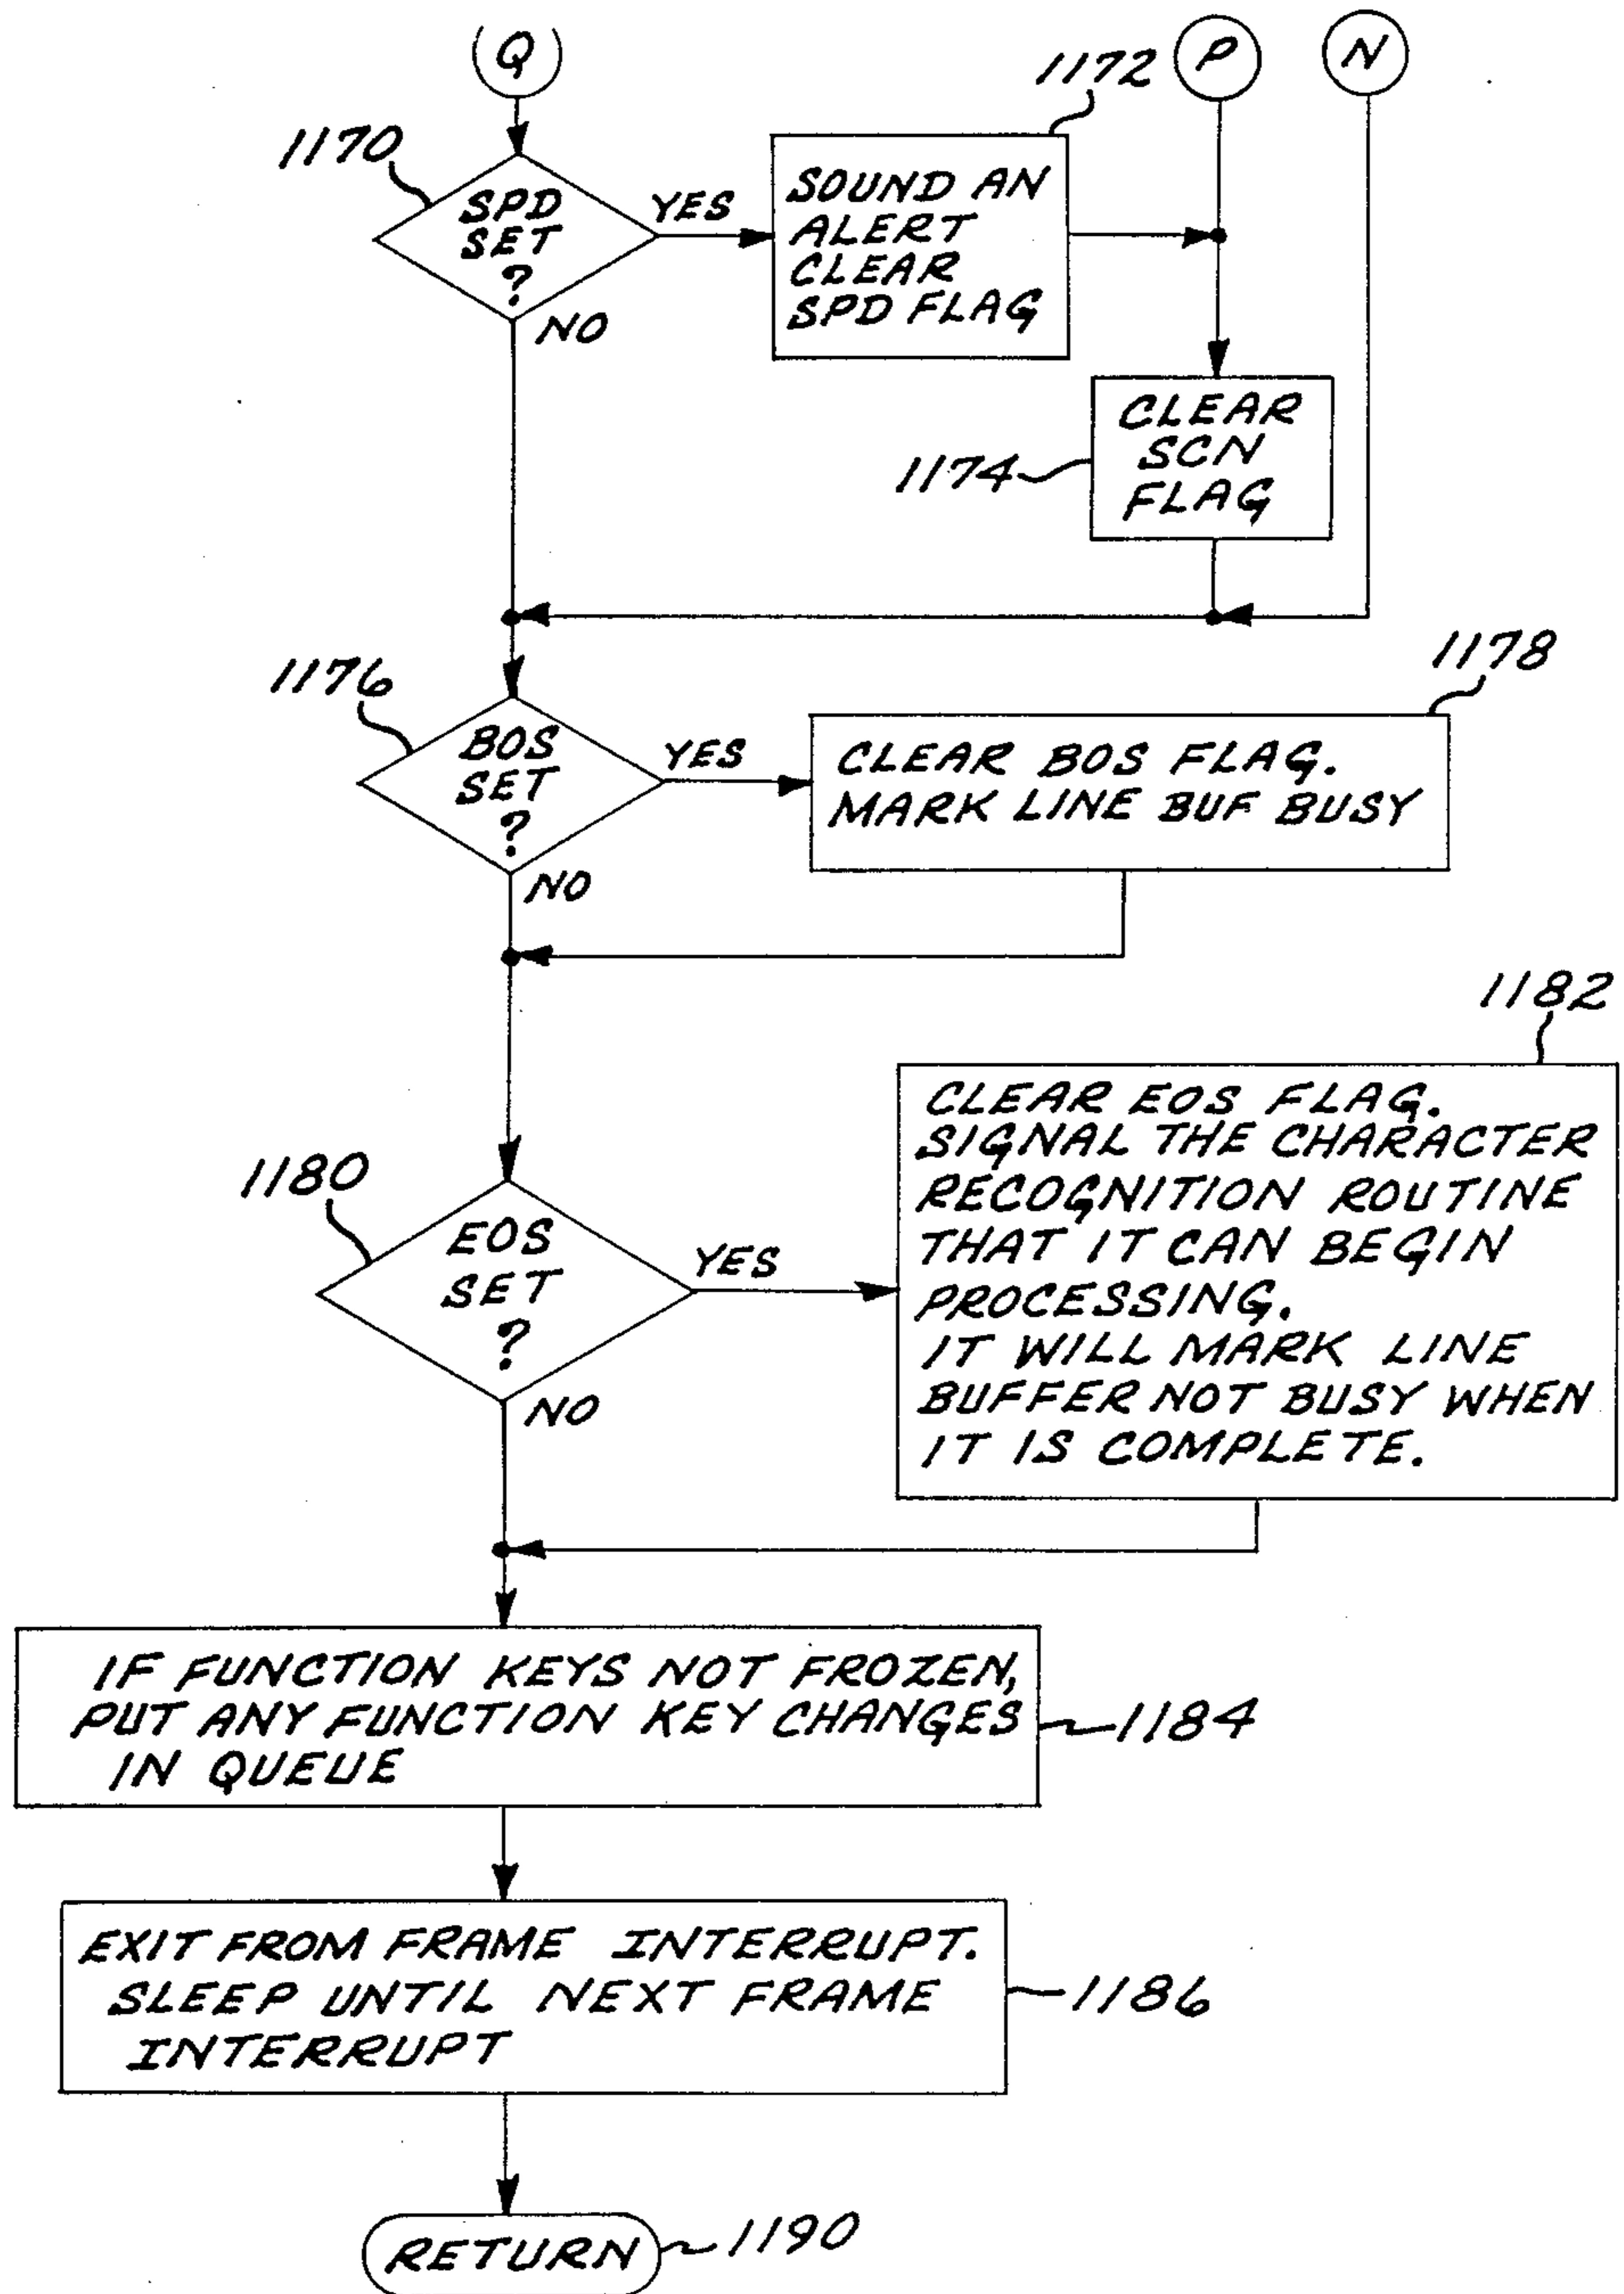 Q
P
N
1170
SPD
SET
?
YES
NO
1172
SOUND AN
ALERT
CLEAR
SPD FLAG
1174
CLEAR
SCN
FLAG
1176
BOS
SET
?
YES
NO
1178
CLEAR BOS FLAG.
MARK LINE BUF BUSY
1180
EOS
SET
?
YES
NO
1182
CLEAR EOS FLAG.
SIGNAL THE CHARACTER
RECOGNITION ROUTINE
THAT IT CAN BEGIN
PROCESSING.
IT WILL MARK LINE
BUFFER NOT BUSY WHEN
IT IS COMPLETE.
IF FUNCTION KEYS NOT FROZEN,
PUT ANY FUNCTION KEY CHANGES
IN QUEUE
1184
EXIT FROM FRAME INTERRUPT.
SLEEP UNTIL NEXT FRAME
INTERRUPT
1186
RETURN
1190